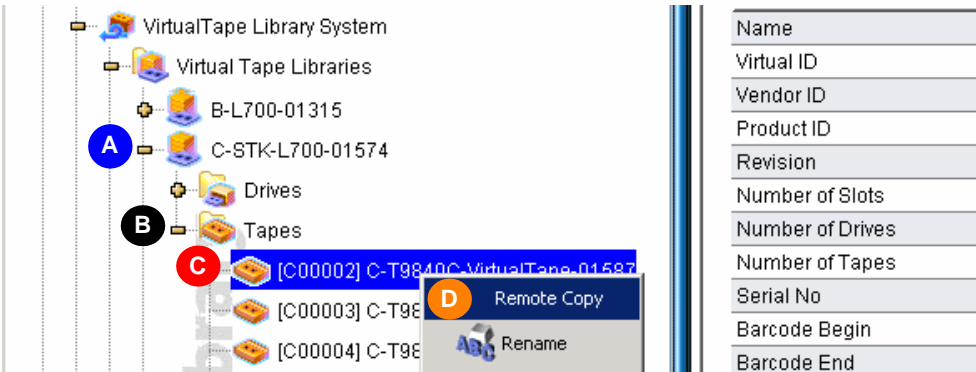 VirtualTape Library System
Virtual Tape Libraries
B-L700-01315
A C-STK-L700-01574
Drives
B Tapes
C [C00002] C-T9840C-VirtualTape-01587
D Remote Copy
[C00003] C-T98
ABC Rename
[C00004] C-T98
Name
Virtual ID
Vendor ID
Product ID
Revision
Number of Slots
Number of Drives
Number of Tapes
Serial No
Barcode Begin
Barcode End